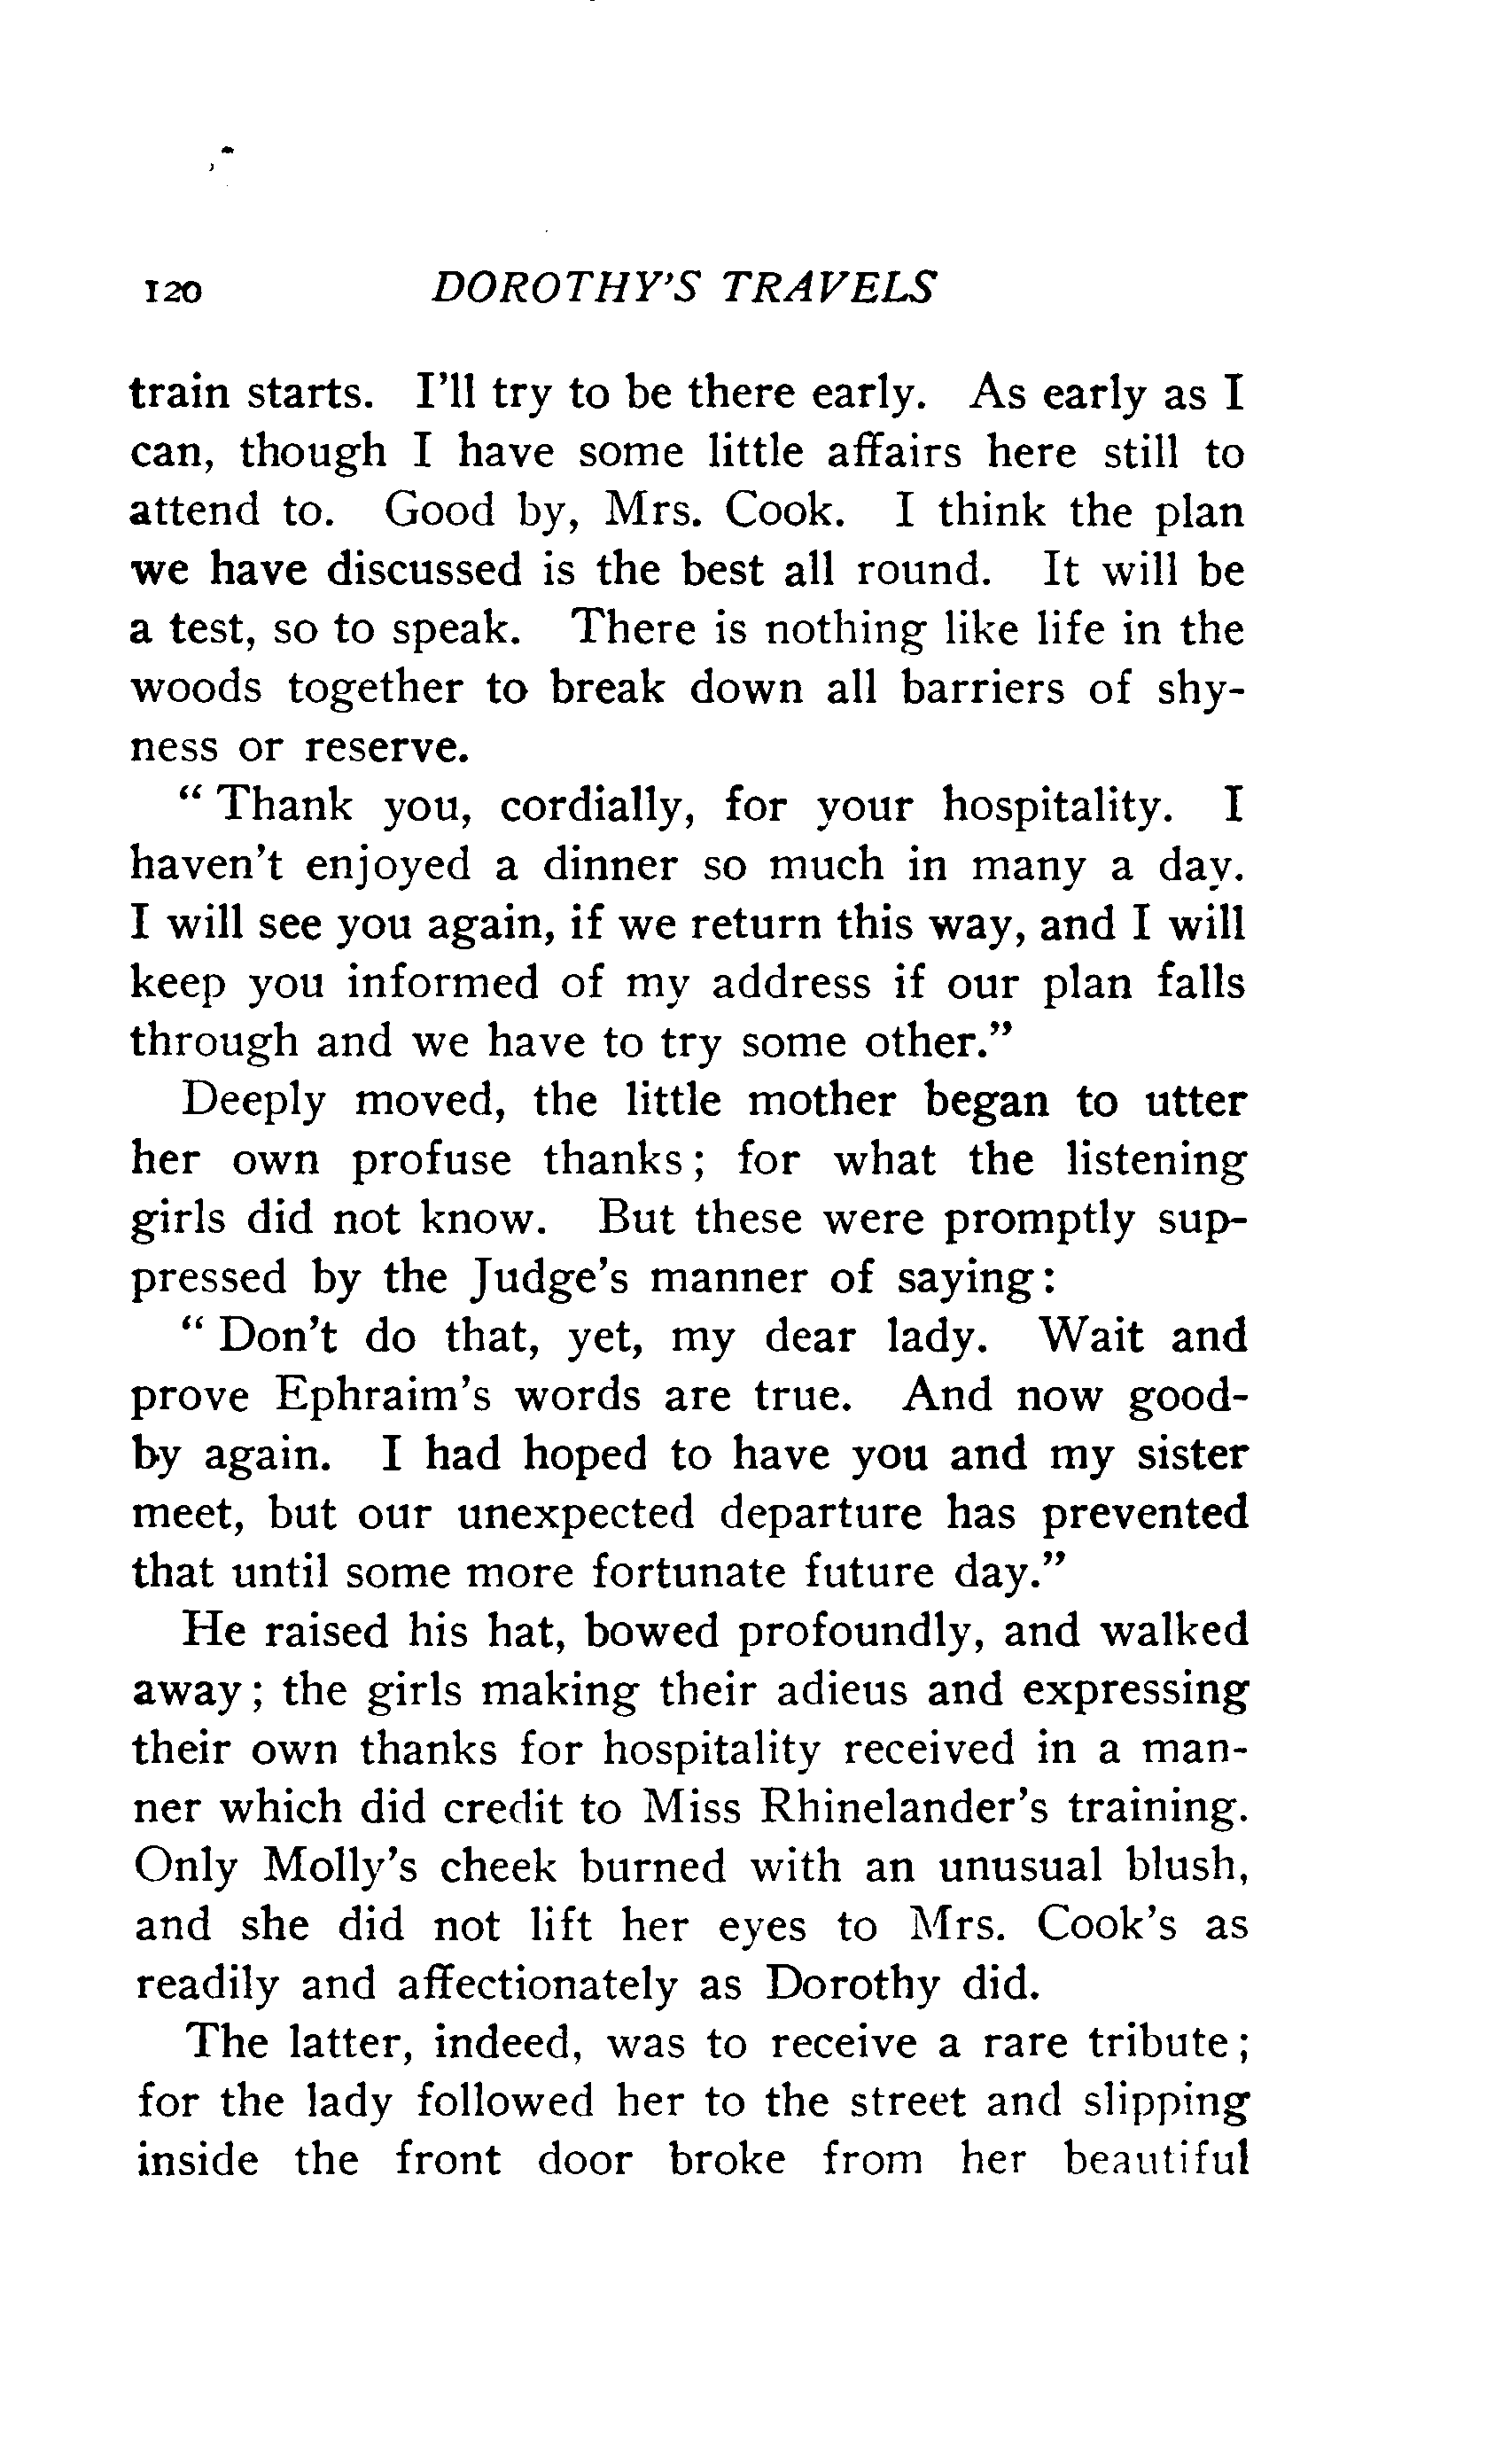 120 DOROTHY'S TRAVELS
train starts. I'll try to be there early. As early as I
can, though I have some little affairs here still to
attend to. Good by, Mrs. Cook. I think the plan
we have discussed is the best all round. It will be
a test, so to speak. There is nothing like life in the
woods together to break down all barriers of shy-
ness or reserve.
“ Thank you, cordially, for your hospitality. I
haven't enjoyed a dinner so much in many a day.
I will see you again, if we return this way, and I will
keep you informed of my address if our plan falls
through and we have to try some other.”
Deeply moved, the little mother began to utter
her own profuse thanks; for what the listening
girls did not know. But these were promptly sup-
pressed by the Judge's manner of saying:
“ Don't do that, yet, my dear lady. Wait and
prove Ephraim's words are true. And now good-
by again. I had hoped to have you and my sister
meet, but our unexpected departure has prevented
that until some more fortunate future day.”
He raised his hat, bowed profoundly, and walked
away; the girls making their adieus and expressing
their own thanks for hospitality received in a man-
ner which did credit to Miss Rhinelander's training.
Only Molly's cheek burned with an unusual blush,
and she did not lift her eyes to Mrs. Cook's as
readily and affectionately as Dorothy did.
The latter, indeed, was to receive a rare tribute;
for the lady followed her to the street and slipping
inside the front door broke from her beautiful